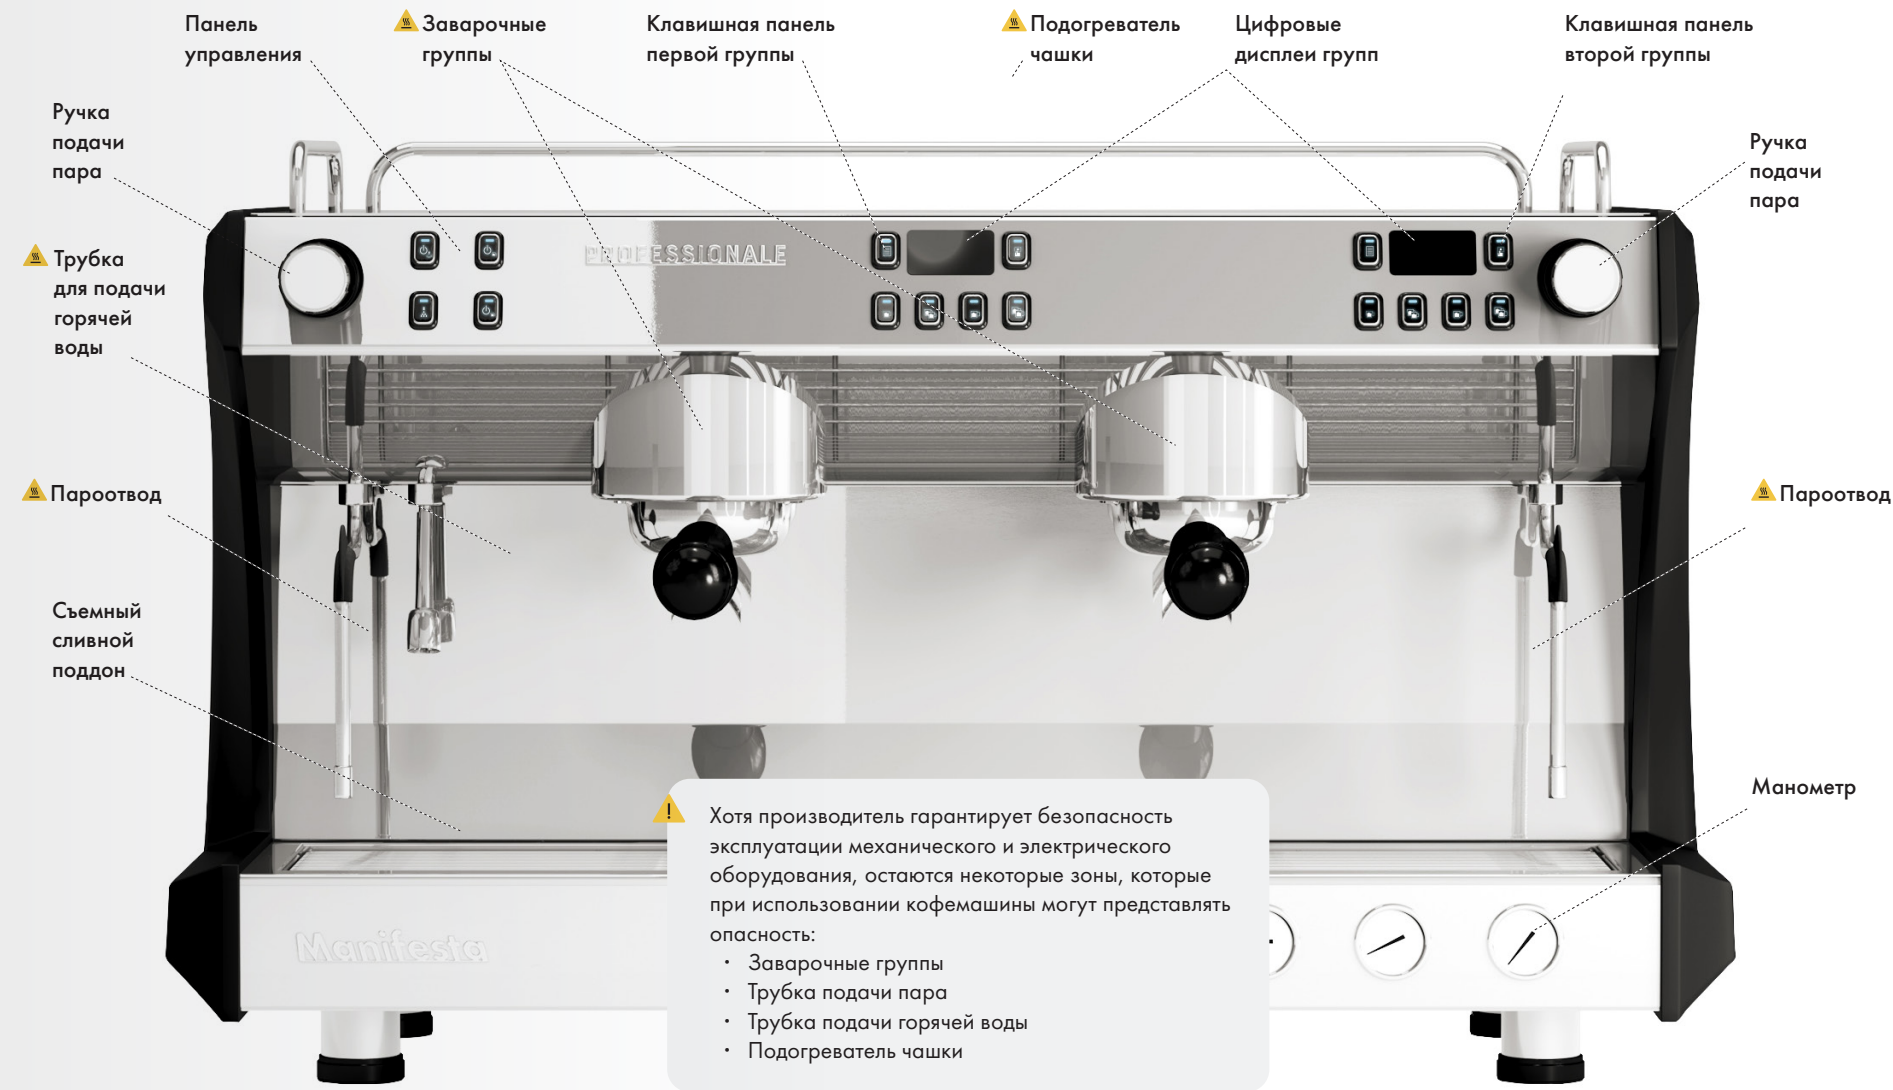 Панель
управления
Заварочные
группы
Клавишная панель
первой группы
Подогреватель
чашки
Цифровые
дисплеи групп
Клавишная панель
второй группы
Ручка
подачи
пара
Ручка
подачи
пара
Трубка
для подачи
горячей
воды
PROFESSIONALE
Пароотвод
Пароотвод
Съемный
сливной
поддон
Манометр
! Хотя производитель гарантирует безопасность
эксплуатации механического и электрического
оборудования, остаются некоторые зоны, которые
при использовании кофемашины могут представлять
опасность:
· Заварочные группы
· Трубка подачи пара
· Трубка подачи горячей воды
· Подогреватель чашки
Manifesta